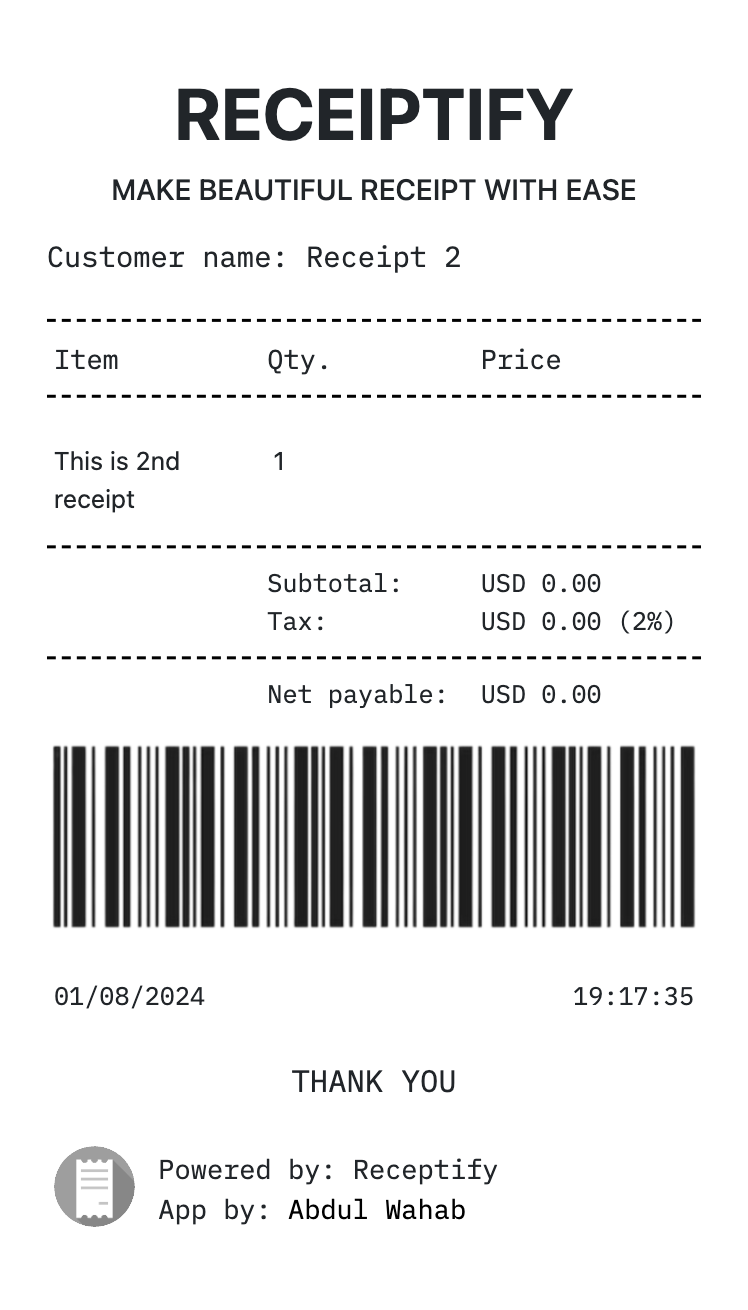 RECEIPTIFY
MAKE BEAUTIFUL RECEIPT WITH EASE
Customer name: Receipt 2
Item Qty. Price
This is 2nd 1
receipt
Subtotal: USD 0.00
Tax: USD 0.00 (2%)
Net payable: USD 0.00
01/08/2024 19:17:35
THANK YOU
Powered by: Receptify
App by: Abdul Wahab